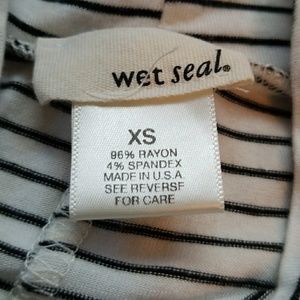 wet seal®
XS
96% RAYON
4% SPANDEX
MADE IN U.S.A.
SEE REVERSE
FOR CARE